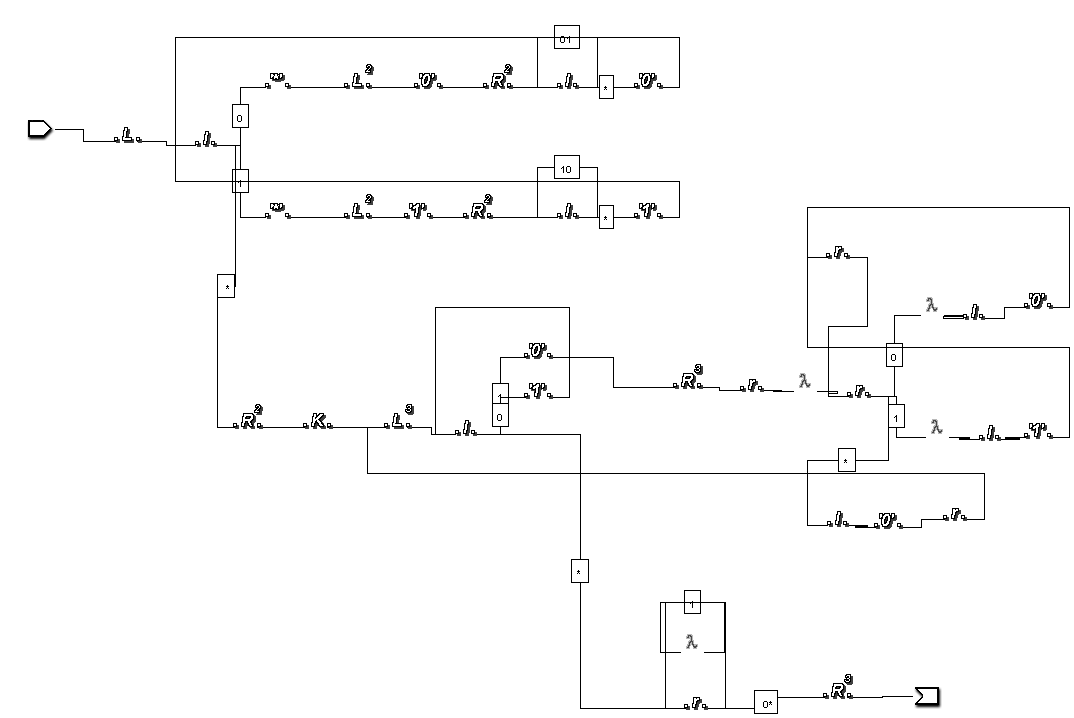 01
.'*'. .L.² .'0'. .R.² .l. * .'0'.
0
.L. .l.
10
1
.'*'. .L.² .'1'. .R.² .l. * .'1'.
.r.
*
λ .l. .'0'.
.'0'. 0
.R.³ .r. λ .r.
1 .'1'.
0 1
.R.² .K. .L.³ .l. λ .l. .'1'.
*
.l. .'0'. .r.
*
1
λ
.r. 0* .R.³